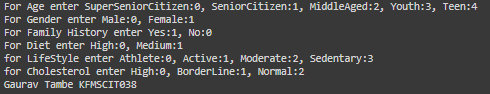 For Age enter SuperSeniorCitizen:0, SeniorCitizen:1, MiddleAged:2, Youth:3, Teen:4
For Gender enter Male:0, Female:1
For Family History enter Yes:1, No:0
For Diet enter High:0, Medium:1
for LifeStyle enter Athlete:0, Active:1, Moderate:2, Sedentary:3
for Cholesterol enter High:0, BorderLine:1, Normal:2
Gaurav Tambe KFMSCIT038